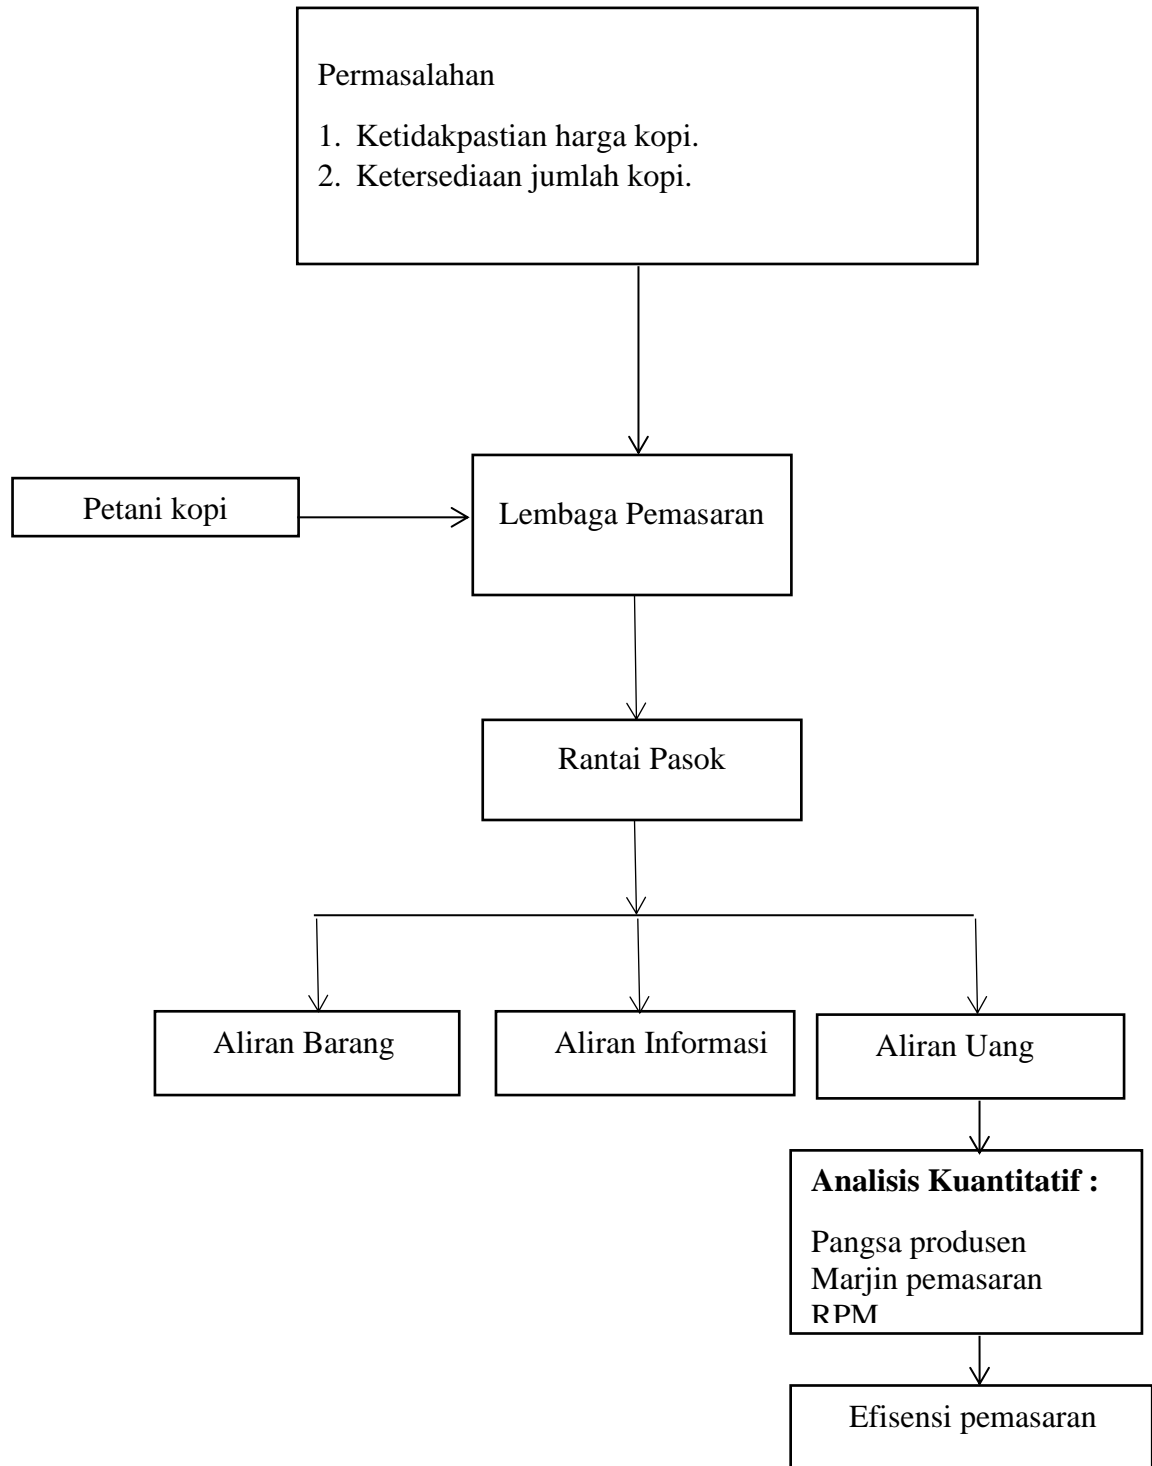 Permasalahan
1. Ketidakpastian harga kopi.
2. Ketersediaan jumlah kopi.
Petani kopi
Lembaga Pemasaran
Rantai Pasok
Aliran Barang
Aliran Informasi
Aliran Uang
Analisis Kuantitatif :
Pangsa produsen
Marjin pemasaran
RPM
Efisensi pemasaran